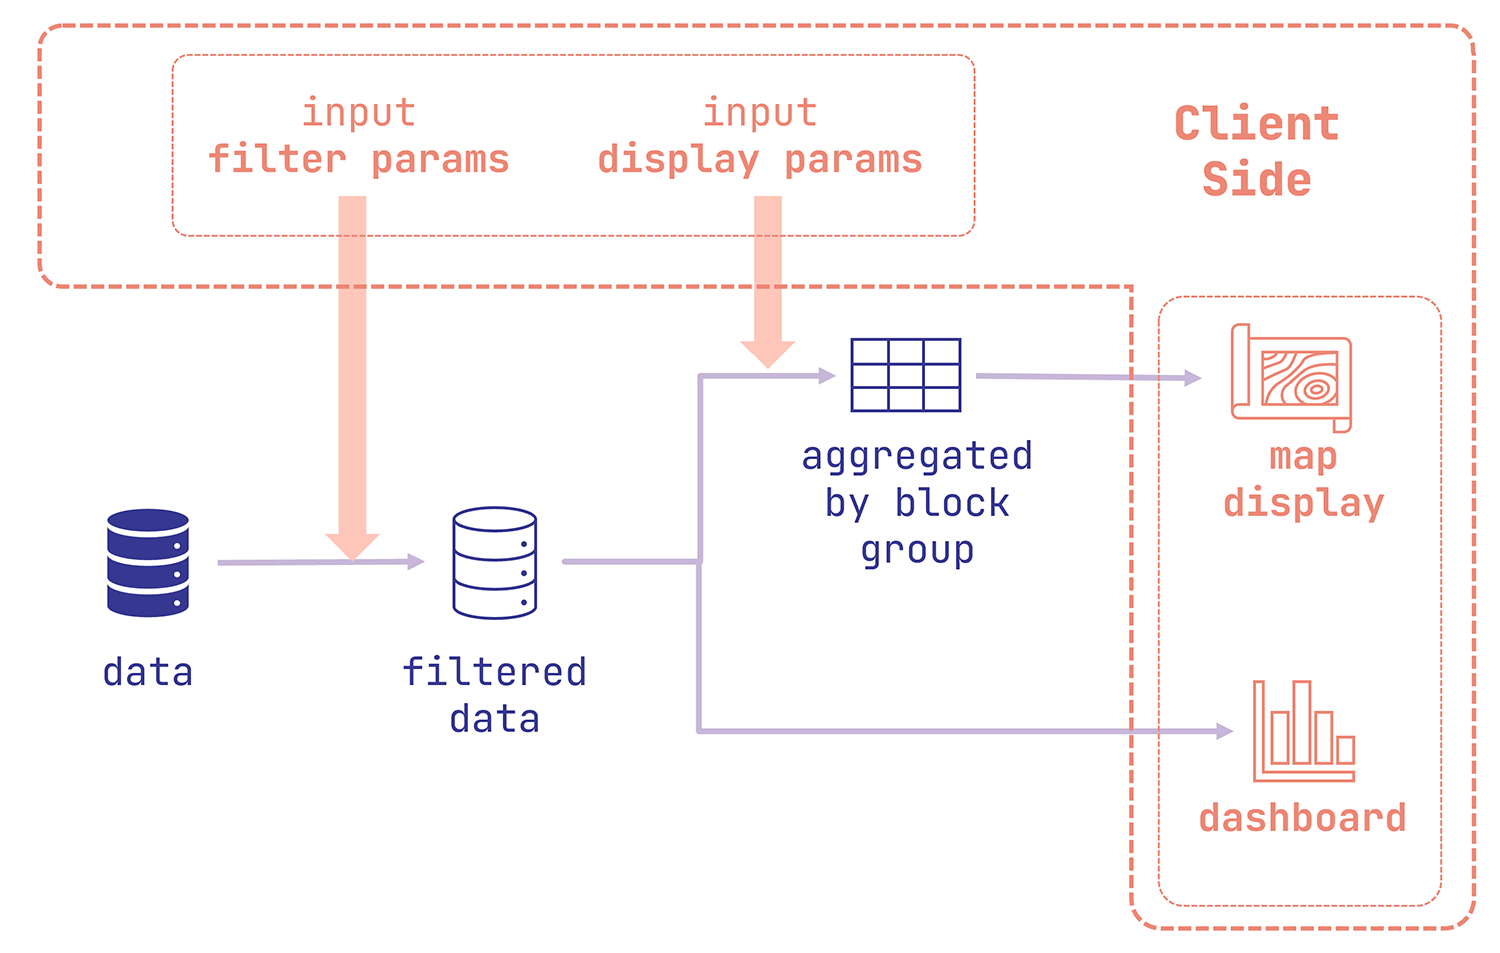 input
filter params
input
display params
Client
Side
aggregated
by block
group
map
display
data
filtered
data
dashboard